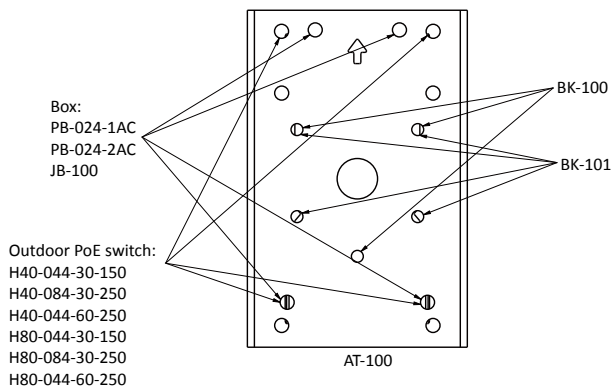 Box:
PB-024-1AC
PB-024-2AC
JB-100
BK-100
BK-101
Outdoor PoE switch:
H40-044-30-150
H40-084-30-250
H40-044-60-250
H80-044-30-150
H80-084-30-250
H80-044-60-250
AT-100